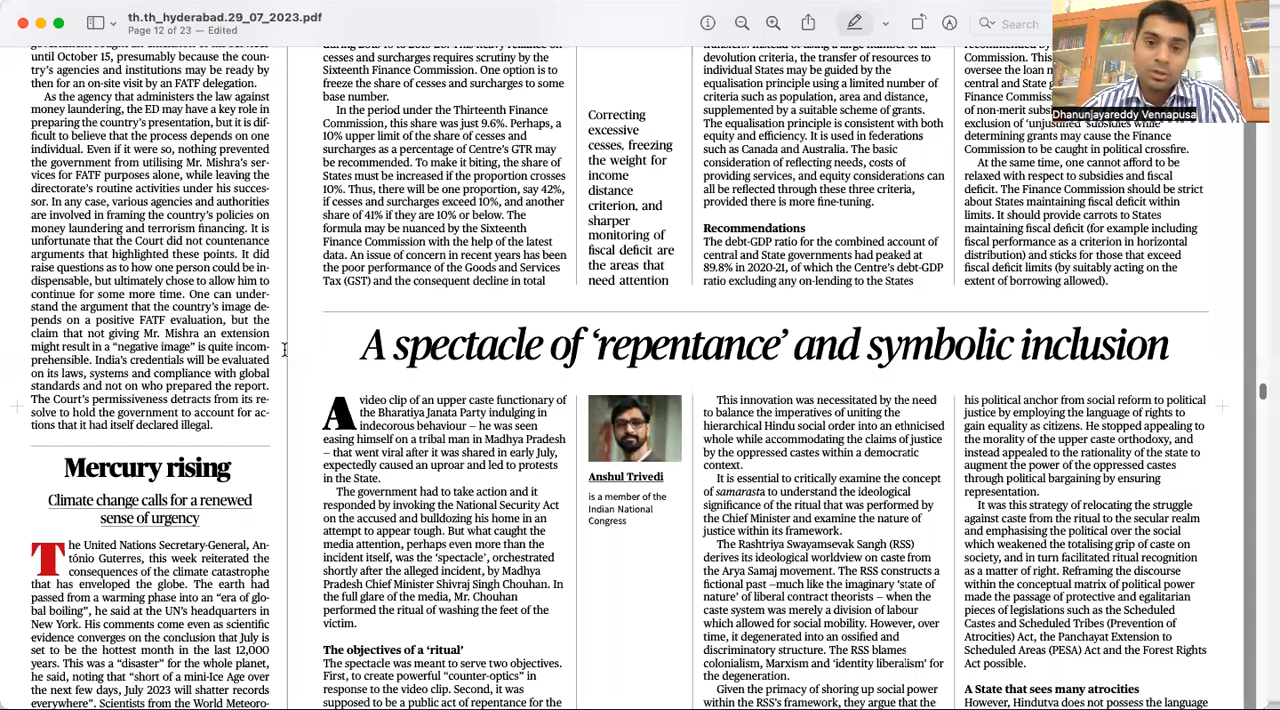 th.th_hyderabad.29_07_2023.pdf
Page 12 of 23 — Edited
Search
Dhanunjayareddy Vennapusa
until October 15, presumably because the coun-
try's agencies and institutions may be ready by
then for an on-site visit by an FATF delegation.
As the agency that administers the law against
money laundering, the ED may have a key role in
preparing the country's presentation, but it is dif-
ficult to believe that the process depends on one
individual. Even if it were so, nothing prevented
the government from utilising Mr. Mishra's ser-
vices for FATF purposes alone, while leaving the
directorate's routine activities under his succes-
sor. In any case, various agencies and authorities
are involved in framing the country's policies on
money laundering and terrorism financing. It is
unfortunate that the Court did not countenance
arguments that highlighted these points. It did
raise questions as to how one person could be in-
dispensable, but ultimately chose to allow him to
continue for some more time. One can under-
stand the argument that the country's image de-
pends on a positive FATF evaluation, but the
claim that not giving Mr. Mishra an extension
might result in a “negative image” is quite incom-
prehensible. India's credentials will be evaluated
on its laws, systems and compliance with global
standards and not on who prepared the report.
The Court's permissiveness detracts from its re-
solve to hold the government to account for ac-
tions that it had itself declared illegal.
Mercury rising
Climate change calls for a renewed
sense of urgency
The United Nations Secretary-General, An-
tónio Guterres, this week reiterated the
consequences of the climate catastrophe
that has enveloped the globe. The earth had
passed from a warming phase into an “era of glo-
bal boiling”, he said at the UN's headquarters in
New York. His comments come even as scientific
evidence converges on the conclusion that July is
set to be the hottest month in the last 12,000
years. This was a “disaster” for the whole planet,
he said, noting that “short of a mini-Ice Age over
the next few days, July 2023 will shatter records
everywhere”. Scientists from the World Meteoro-
cesses and surcharges requires scrutiny by the
Sixteenth Finance Commission. One option is to
freeze the share of cesses and surcharges to some
base number.
In the period under the Thirteenth Finance
Commission, this share was just 9.6%. Perhaps, a
10% upper limit of the share of cesses and
surcharges as a percentage of Centre's GTR may
be recommended. To make it biting, the share of
States must be increased if the proportion crosses
10%. Thus, there will be one proportion, say 42%,
if cesses and surcharges exceed 10%, and another
share of 41% if they are 10% or below. The
formula may be nuanced by the Sixteenth
Finance Commission with the help of the latest
data. An issue of concern in recent years has been
the poor performance of the Goods and Services
Tax (GST) and the consequent decline in total
Correcting
excessive
cesses, freezing
the weight for
income
distance
criterion, and
sharper
monitoring of
fiscal deficit are
the areas that
need attention
devolution criteria, the transfer of resources to
individual States may be guided by the
equalisation principle using a limited number of
criteria such as population, area and distance,
supplemented by a suitable scheme of grants.
The equalisation principle is consistent with both
equity and efficiency. It is used in federations
such as Canada and Australia. The basic
consideration of reflecting needs, costs of
providing services, and equity considerations can
all be reflected through these three criteria,
provided there is more fine-tuning.
Recommendations
The debt-GDP ratio for the combined account of
central and State governments had peaked at
89.8% in 2020-21, of which the Centre's debt-GDP
ratio excluding any on-lending to the States
Commission. This
oversee the loan
central and State
Finance Commiss
of non-merit subs
exclusion of ‘unjustified’ subsidies while
determining grants may cause the Finance
Commission to be caught in political crossfire.
At the same time, one cannot afford to be
relaxed with respect to subsidies and fiscal
deficit. The Finance Commission should be strict
about States maintaining fiscal deficit within
limits. It should provide carrots to States
maintaining fiscal deficit (for example including
fiscal performance as a criterion in horizontal
distribution) and sticks for those that exceed
fiscal deficit limits (by suitably acting on the
extent of borrowing allowed).
A spectacle of ‘repentance’ and symbolic inclusion
A video clip of an upper caste functionary of
the Bharatiya Janata Party indulging in
indecorous behaviour – he was seen
easing himself on a tribal man in Madhya Pradesh
– that went viral after it was shared in early July,
expectedly caused an uproar and led to protests
in the State.
The government had to take action and it
responded by invoking the National Security Act
on the accused and bulldozing his home in an
attempt to appear tough. But what caught the
media attention, perhaps even more than the
incident itself, was the ‘spectacle’, orchestrated
shortly after the alleged incident, by Madhya
Pradesh Chief Minister Shivraj Singh Chouhan. In
the full glare of the media, Mr. Chouhan
performed the ritual of washing the feet of the
victim.
The objectives of a ‘ritual’
The spectacle was meant to serve two objectives.
First, to create powerful “counter-optics” in
response to the video clip. Second, it was
supposed to be a public act of repentance for the
Anshul Trivedi
is a member of the
Indian National
Congress
This innovation was necessitated by the need
to balance the imperatives of uniting the
hierarchical Hindu social order into an ethnicised
whole while accommodating the claims of justice
by the oppressed castes within a democratic
context.
It is essential to critically examine the concept
of samarasta to understand the ideological
significance of the ritual that was performed by
the Chief Minister and examine the nature of
justice within its framework.
The Rashtriya Swayamsevak Sangh (RSS)
derives its ideological worldview on caste from
the Arya Samaj movement. The RSS constructs a
fictional past –much like the imaginary ‘state of
nature’ of liberal contract theorists – when the
caste system was merely a division of labour
which allowed for social mobility. However, over
time, it degenerated into an ossified and
discriminatory structure. The RSS blames
colonialism, Marxism and ‘identity liberalism’ for
the degeneration.
Given the primacy of shoring up social power
within the RSS's framework, they argue that the
his political anchor from social reform to political
justice by employing the language of rights to
gain equality as citizens. He stopped appealing to
the morality of the upper caste orthodoxy, and
instead appealed to the rationality of the state to
augment the power of the oppressed castes
through political bargaining by ensuring
representation.
It was this strategy of relocating the struggle
against caste from the ritual to the secular realm
and emphasising the political over the social
which weakened the totalising grip of caste on
society, and in turn facilitated ritual recognition
as a matter of right. Reframing the discourse
within the conceptual matrix of political power
made the passage of protective and egalitarian
pieces of legislations such as the Scheduled
Castes and Scheduled Tribes (Prevention of
Atrocities) Act, the Panchayat Extension to
Scheduled Areas (PESA) Act and the Forest Rights
Act possible.
A State that sees many atrocities
However, Hindutva does not possess the language